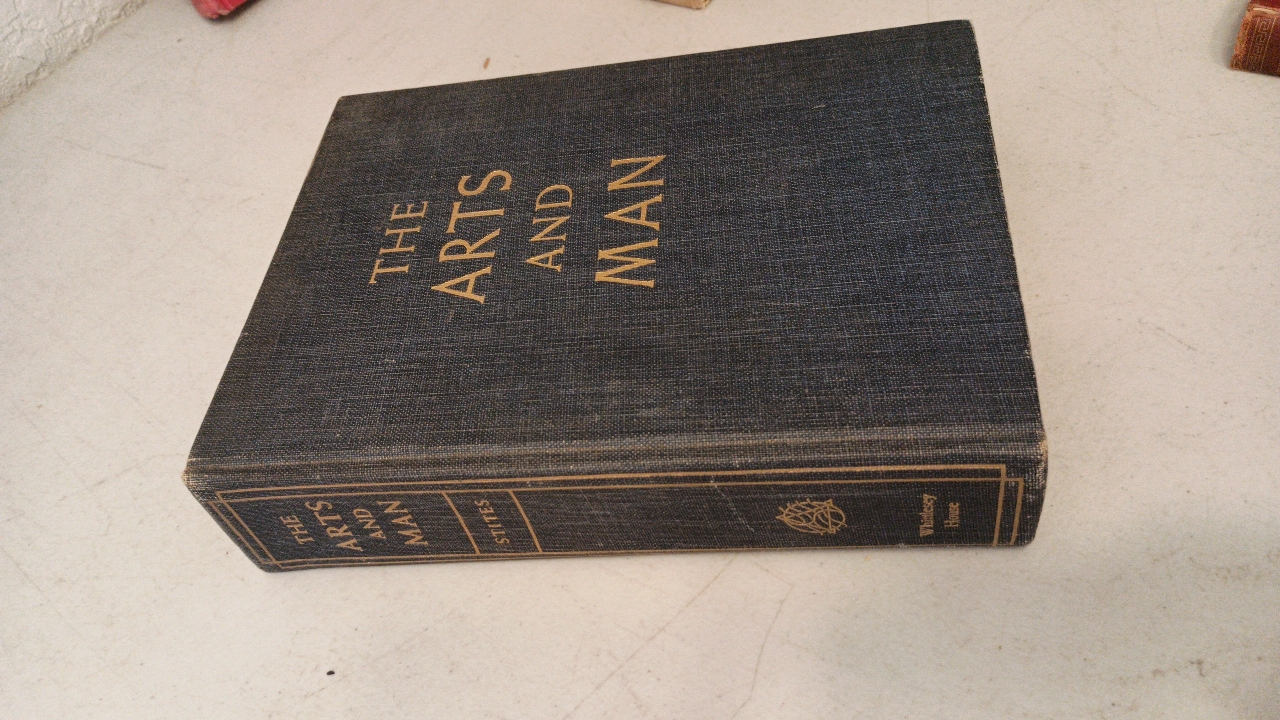 THE
ARTS
AND
MAN
THE
ARTS
AND
MAN
STITES
Whittlesey
House